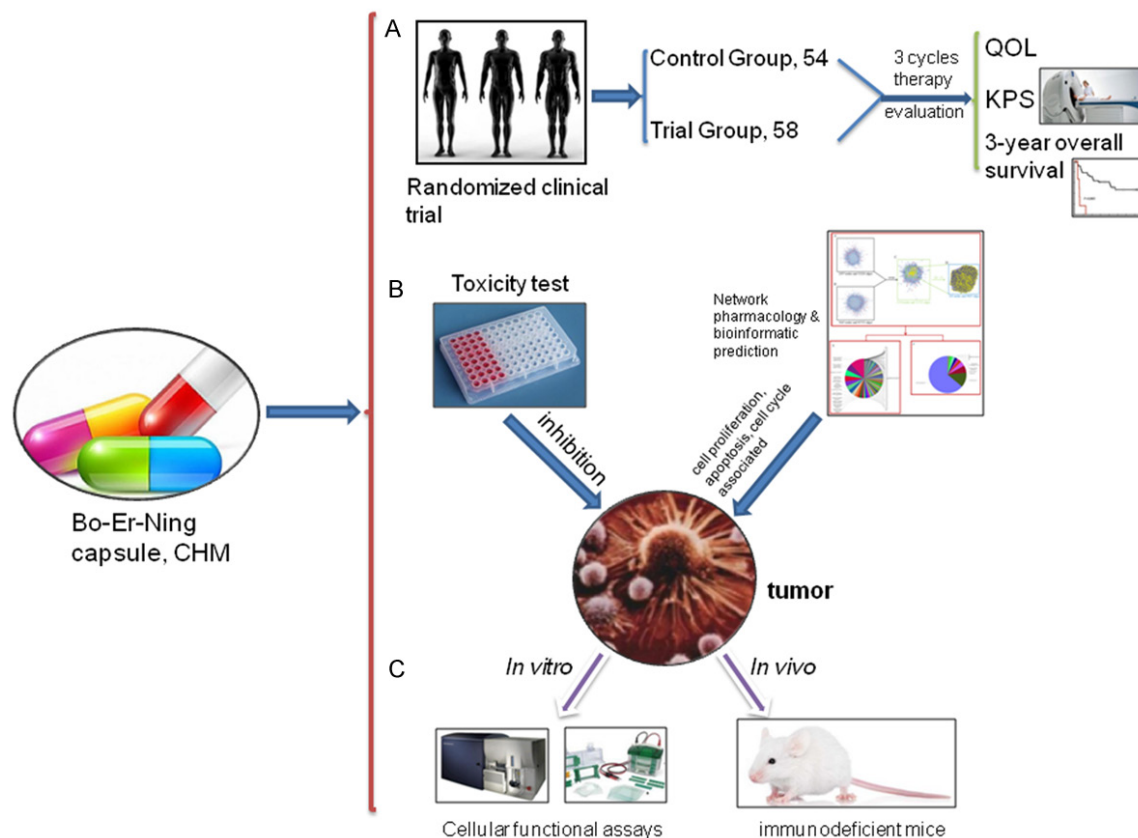 A
Randomized clinical
trial
Control Group, 54
Trial Group, 58
3 cycles
therapy
evaluation
QOL
KPS
3-year overall
survival
B
Toxicity test
Network
pharmacology &
bioinformatic
prediction
inhibition
cell proliferation,
apoptosis, cell cycle
associated
Bo-Er-Ning
capsule, CHM
tumor
C
In vitro
In vivo
Cellular functional assays
immunodeficient mice